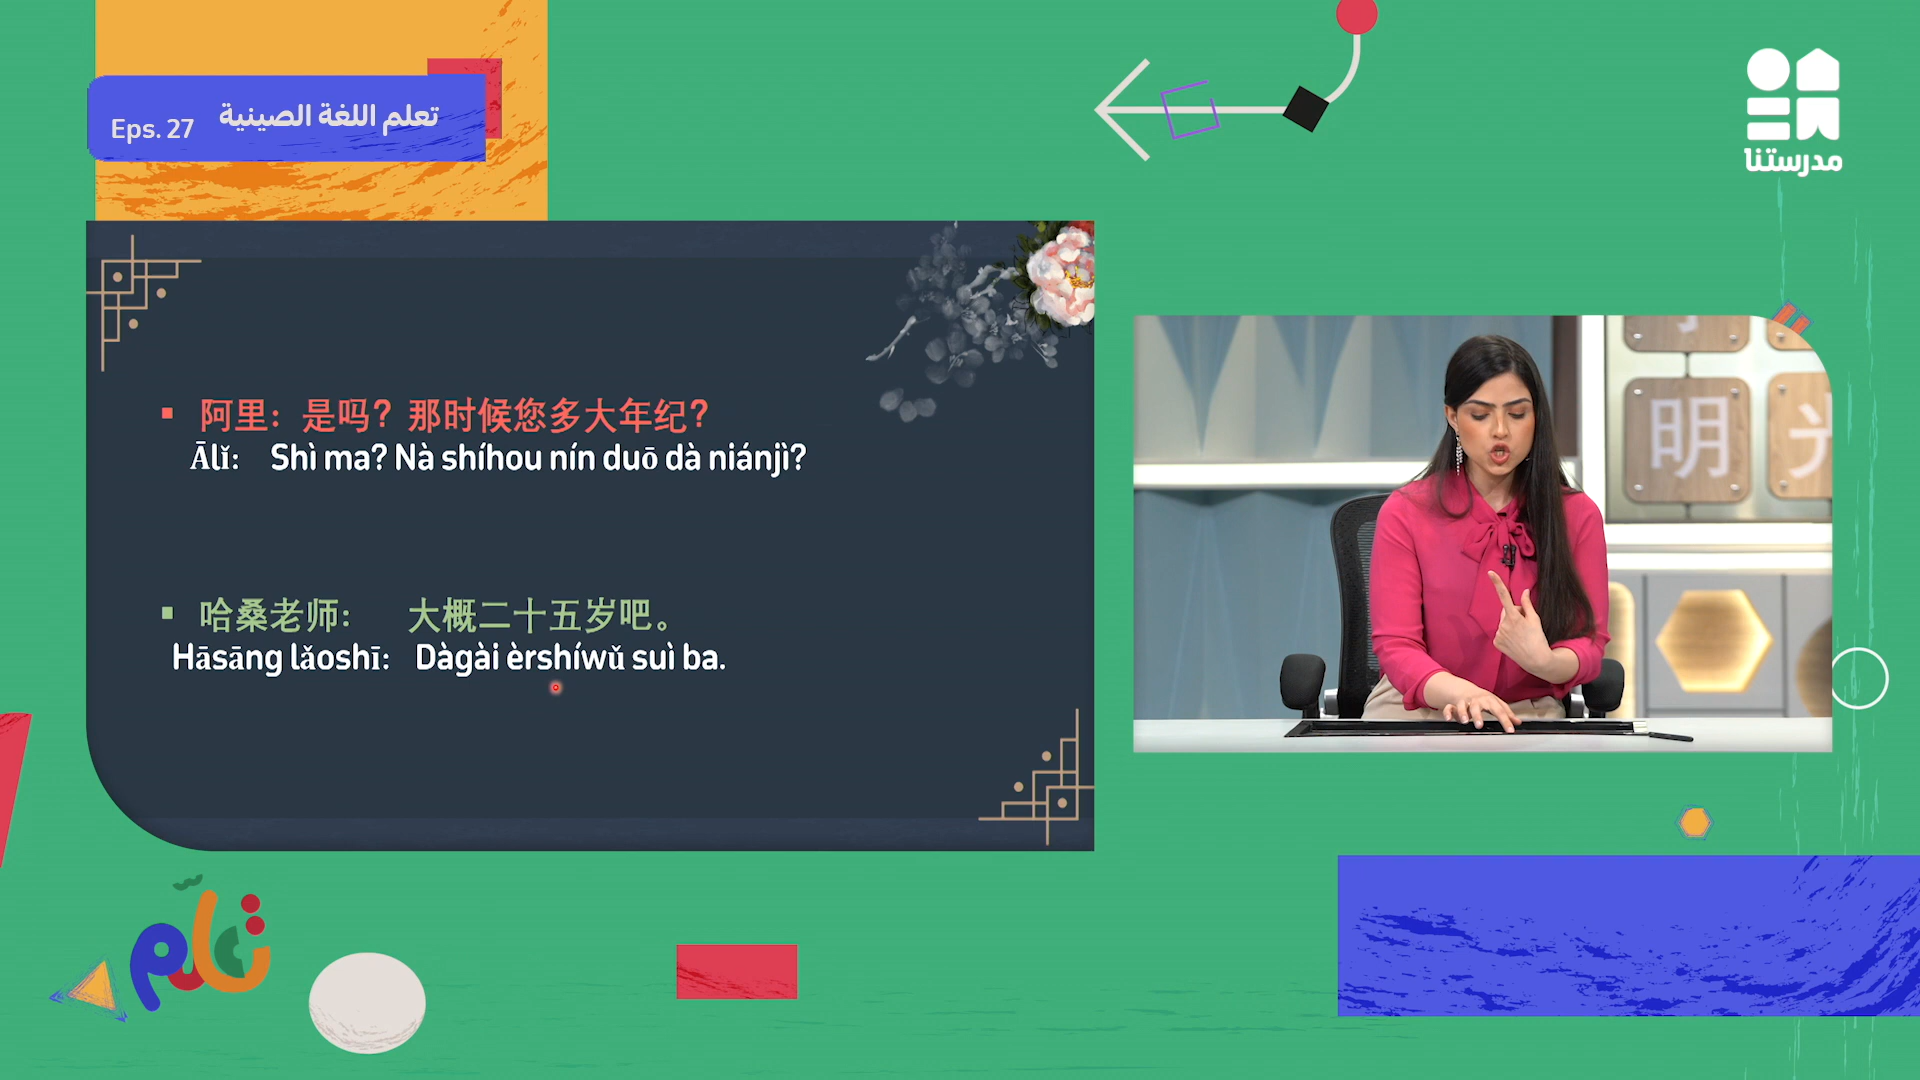 تعلم اللغة الصينية
Eps. 27
مدرستنا
阿里：是吗？那时候您多大年纪？
Ālǐ: Shì ma? Nà shíhou nín duō dà niánjì?
哈桑老师： 大概二十五岁吧。
Hāsāng lǎoshī: Dàgài èrshíwǔ suì ba.
明
光
تعلم